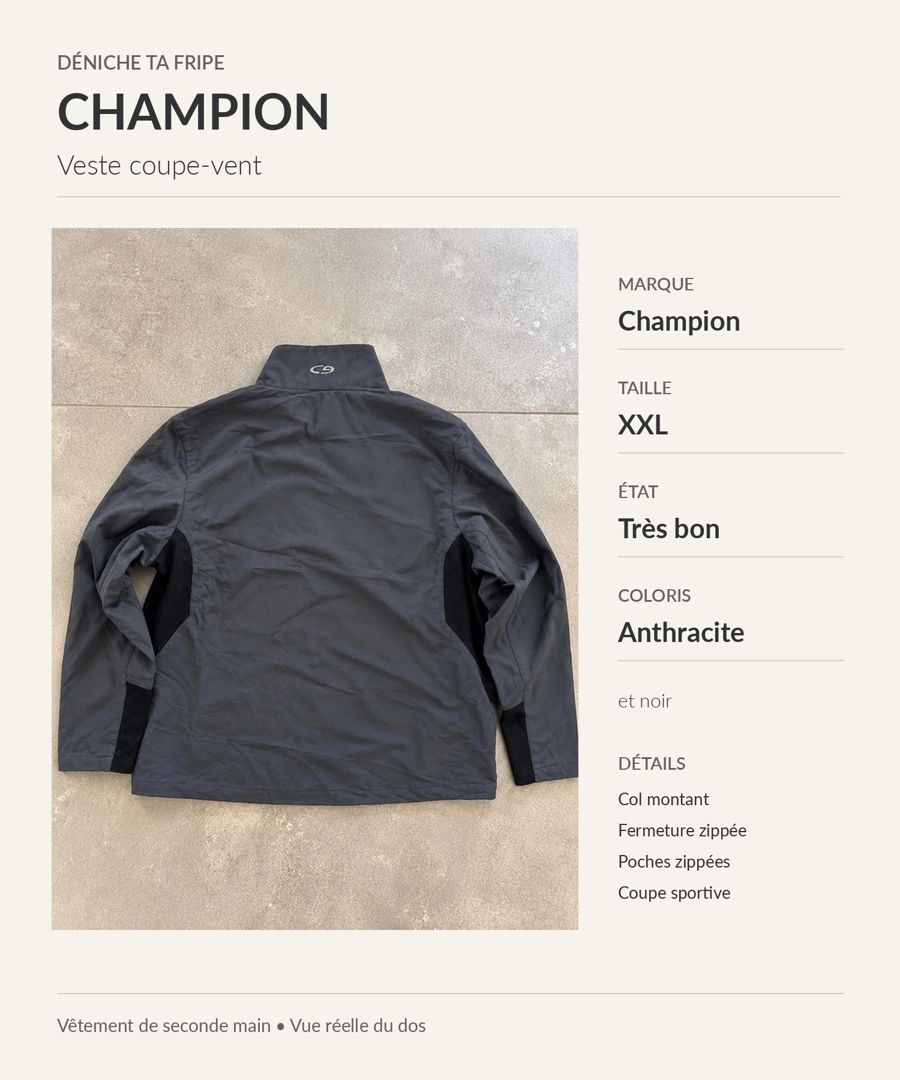 DÉNICHE TA FRIPE
CHAMPION
Veste coupe-vent
C9
MARQUE
Champion
TAILLE
XXL
ÉTAT
Très bon
COLORIS
Anthracite
et noir
DÉTAILS
Col montant
Fermeture zippée
Poches zippées
Coupe sportive
Vêtement de seconde main • Vue réelle du dos